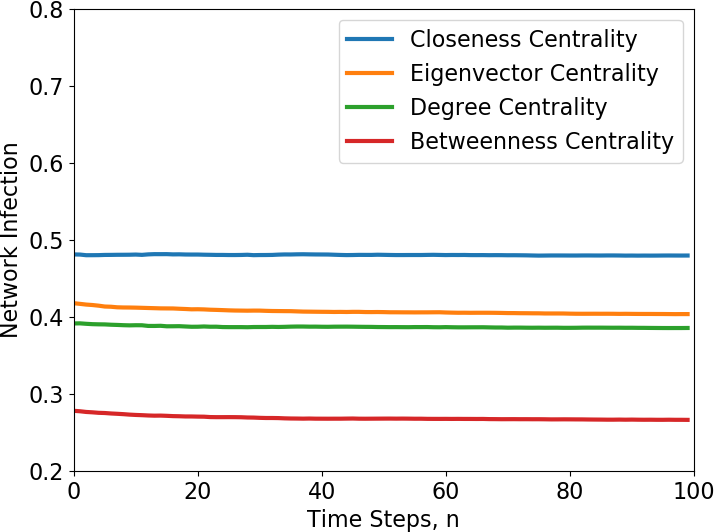 0.8
0.7
0.6
0.5
0.4
0.3
0.2
Network Infection
Closeness Centrality
Eigenvector Centrality
Degree Centrality
Betweenness Centrality
0 20 40 60 80 100
Time Steps, n